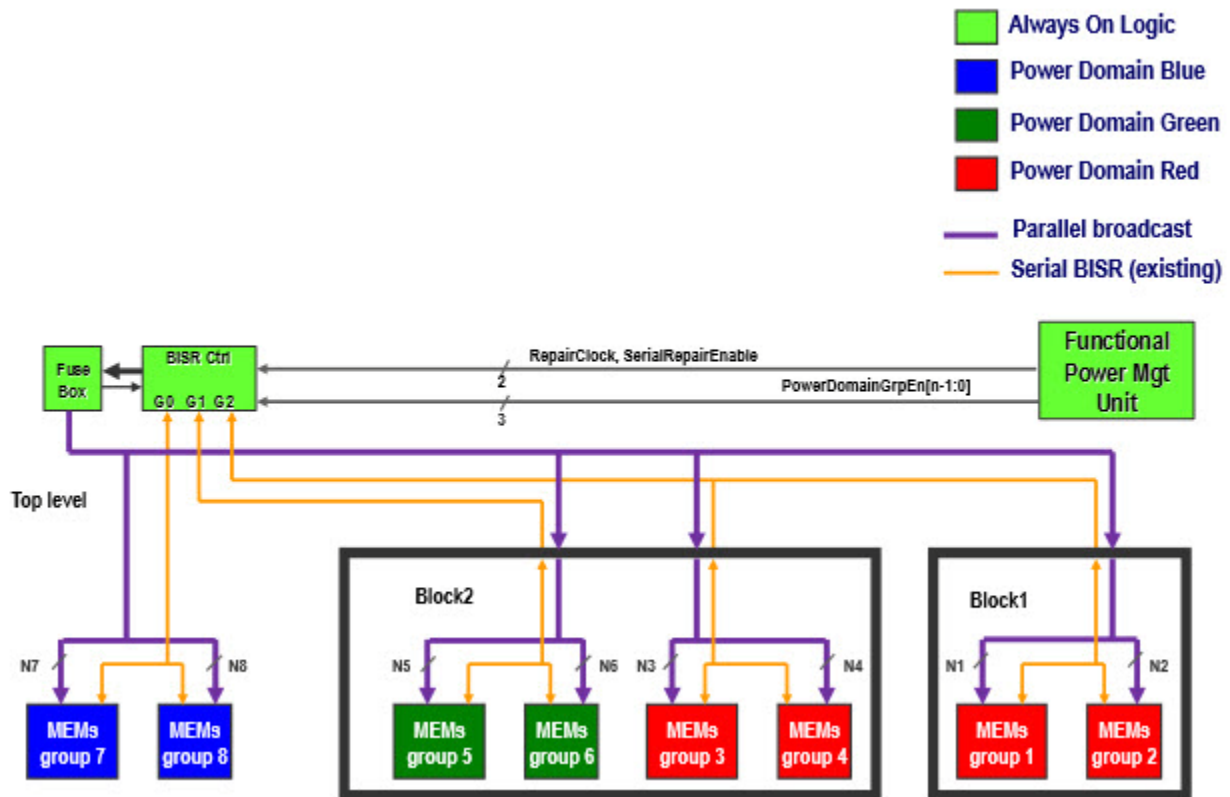 Always On Logic
Power Domain Blue
Power Domain Green
Power Domain Red
Parallel broadcast
Serial BISR (existing)
Fuse
Box
BISR Ctrl
G0 G1 G2
RepairClock, SerialRepairEnable
2
PowerDomainGrpEn[n-1:0]
3
Functional
Power Mgt
Unit
Top level
Block2
Block1
N7
N8
N5
N6
N3
N4
N1
N2
MEMs
group 7
MEMs
group 8
MEMs
group 5
MEMs
group 6
MEMs
group 3
MEMs
group 4
MEMs
group 1
MEMs
group 2